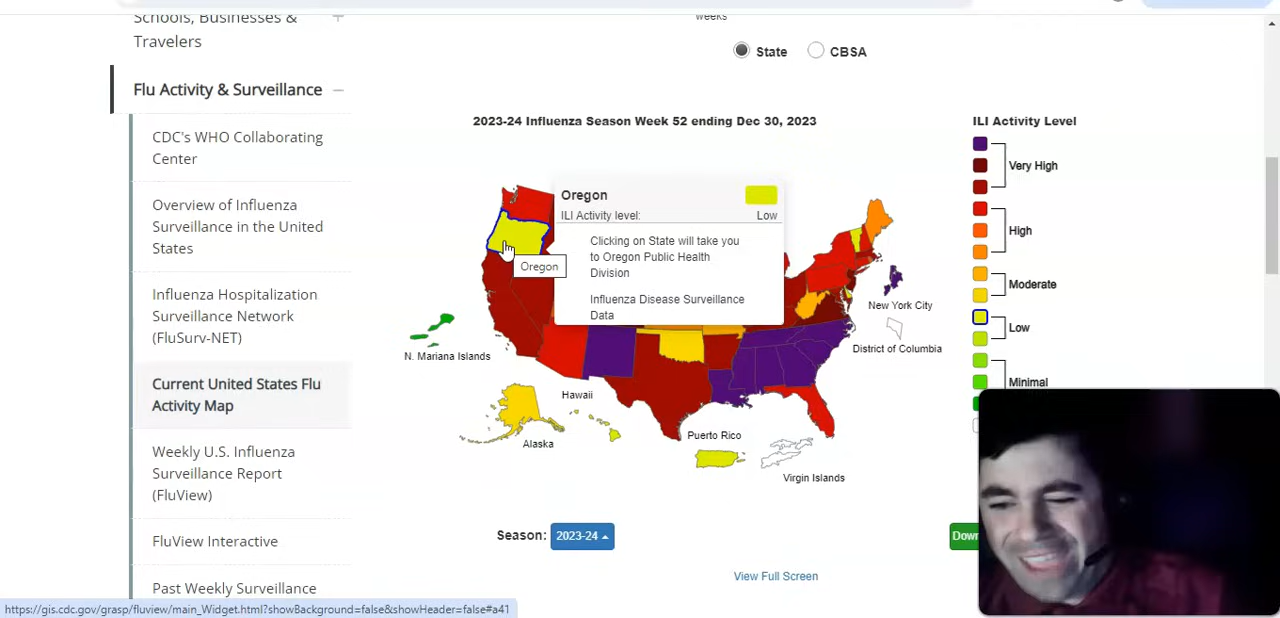 Schools, Businesses &
Travelers
Flu Activity & Surveillance
CDC's WHO Collaborating
Center
Overview of Influenza
Surveillance in the United
States
Influenza Hospitalization
Surveillance Network
(FluSurv-NET)
Current United States Flu
Activity Map
Weekly U.S. Influenza
Surveillance Report
(FluView)
FluView Interactive
Past Weekly Surveillance
https://gis.cdc.gov/grasp/fluview/main_Widget.html?showBackground=false&showHeader=false#a41
weeks
State
CBSA
2023-24 Influenza Season Week 52 ending Dec 30, 2023
Oregon
ILI Activity level:
Low
Clicking on State will take you
to Oregon Public Health
Division
Influenza Disease Surveillance
Data
Oregon
N. Mariana Islands
Hawaii
Alaska
Puerto Rico
Virgin Islands
New York City
District of Columbia
ILI Activity Level
Very High
High
Moderate
Low
Minimal
Season:
2023-24
View Full Screen